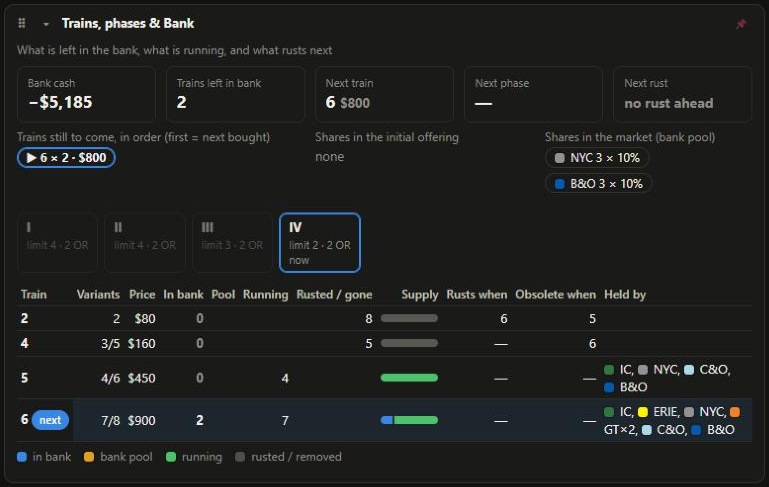 Trains, phases & Bank
What is left in the bank, what is running, and what rusts next
Bank cash
−$5,185
Trains left in bank
2
Next train
6 $800
Next phase
—
Next rust
no rust ahead
Trains still to come, in order (first = next bought)
▶ 6 × 2 · $800
Shares in the initial offering
none
Shares in the market (bank pool)
NYC 3 × 10%
B&O 3 × 10%
I
limit 4 · 2 OR
II
limit 4 · 2 OR
III
limit 3 · 2 OR
IV
limit 2 · 2 OR
now
Train Variants Price In bank Pool Running Rusted / gone Supply Rusts when Obsolete when Held by
2 2 $80 0 8 6 5
4 3/5 $160 0 5 — 6
5 4/6 $450 0 4 — — IC, NYC, C&O,
B&O
6 next 7/8 $900 2 7 — — IC, ERIE, NYC,
GT×2, C&O, B&O
in bank bank pool running rusted / removed